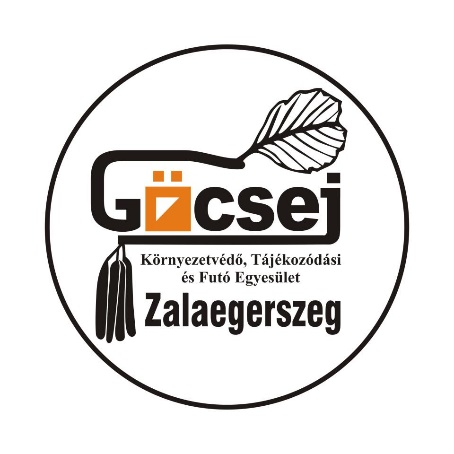 Göcsej
Környezetvédő, Tájékozódási
és Futó Egyesület
Zalaegerszeg